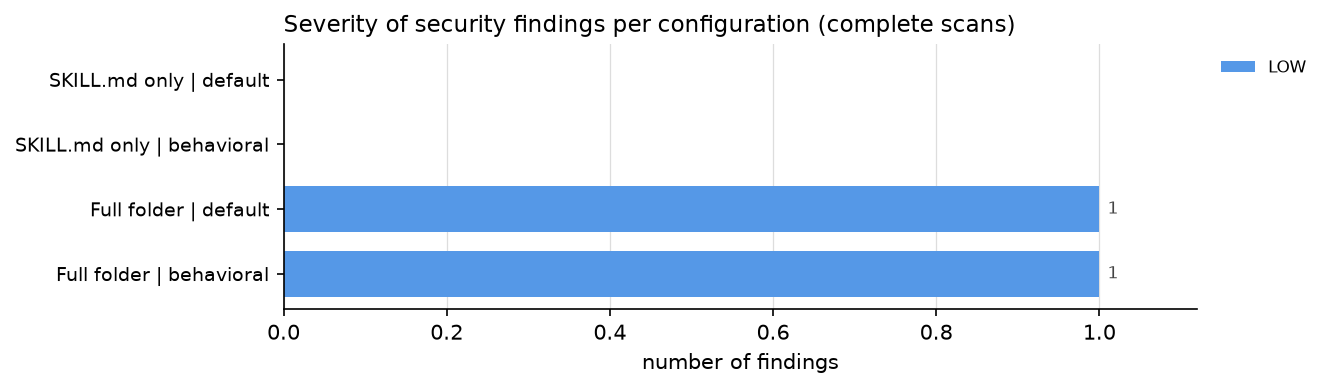 Severity of security findings per configuration (complete scans)
LOW
SKILL.md only | default
SKILL.md only | behavioral
Full folder | default
1
Full folder | behavioral
1
0.0 0.2 0.4 0.6 0.8 1.0
number of findings